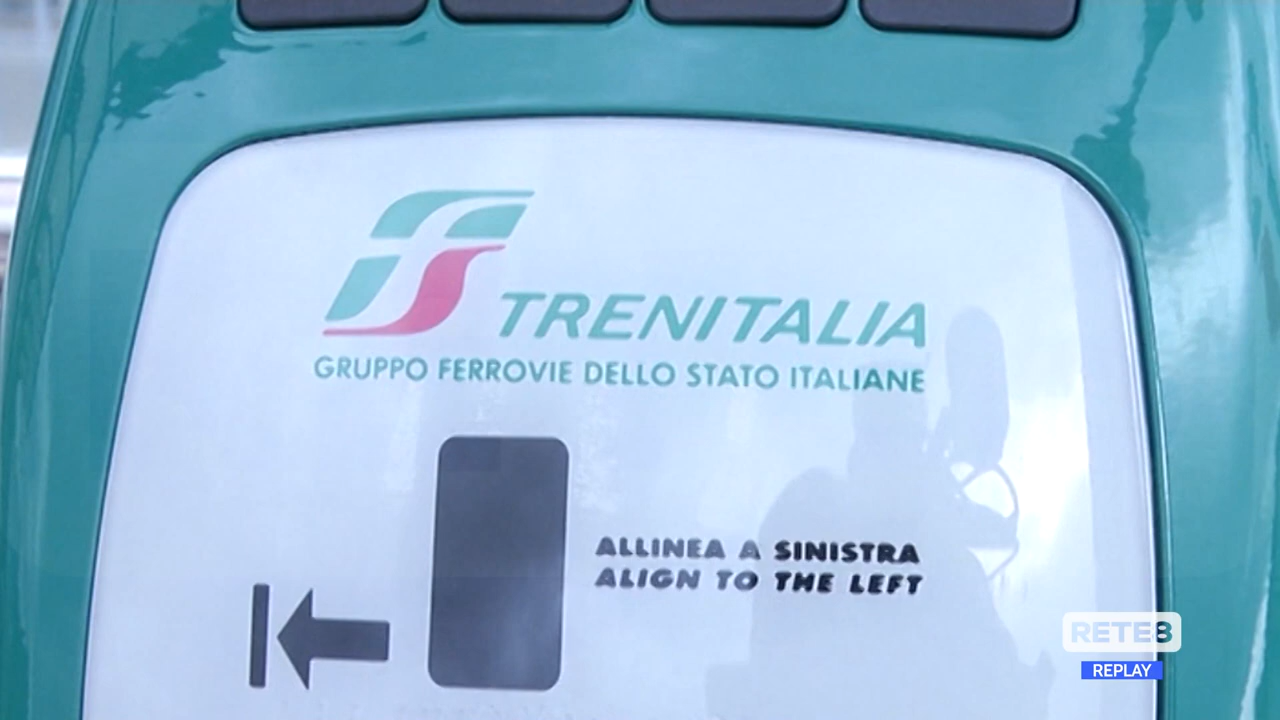 TRENITALIA
GRUPPO FERROVIE DELLO STATO ITALIANE
ALLINEA A SINISTRA
ALIGN TO THE LEFT
RETE8
REPLAY